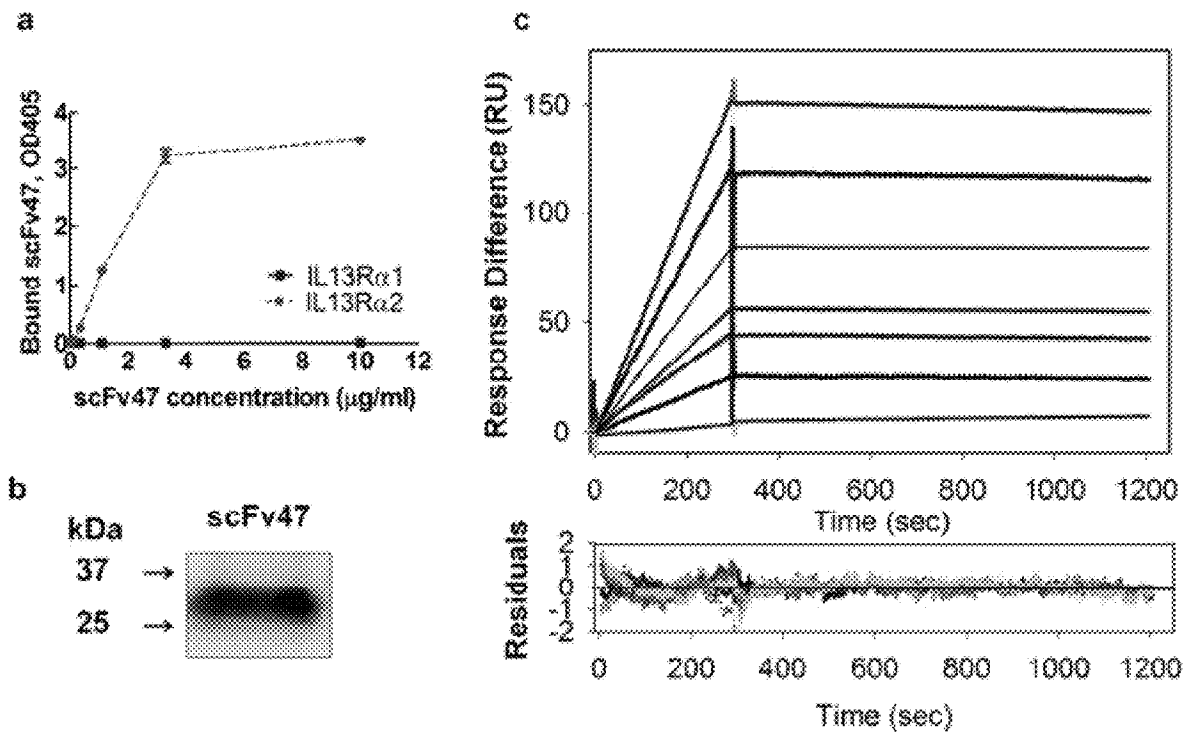 a
Bound scFv47, OD405
4
3
2
1
0
0 2 4 6 8 10 12
IL13Rα1
IL13Rα2
scFv47 concentration (μg/ml)
b
kDa
scFv47
37 →
25 →
c
Response Difference (RU)
150
100
50
0
0 200 400 600 800 1000 1200
Time (sec)
Residuals
2
1
0
-1
-2
0 200 400 600 800 1000 1200
Time (sec)